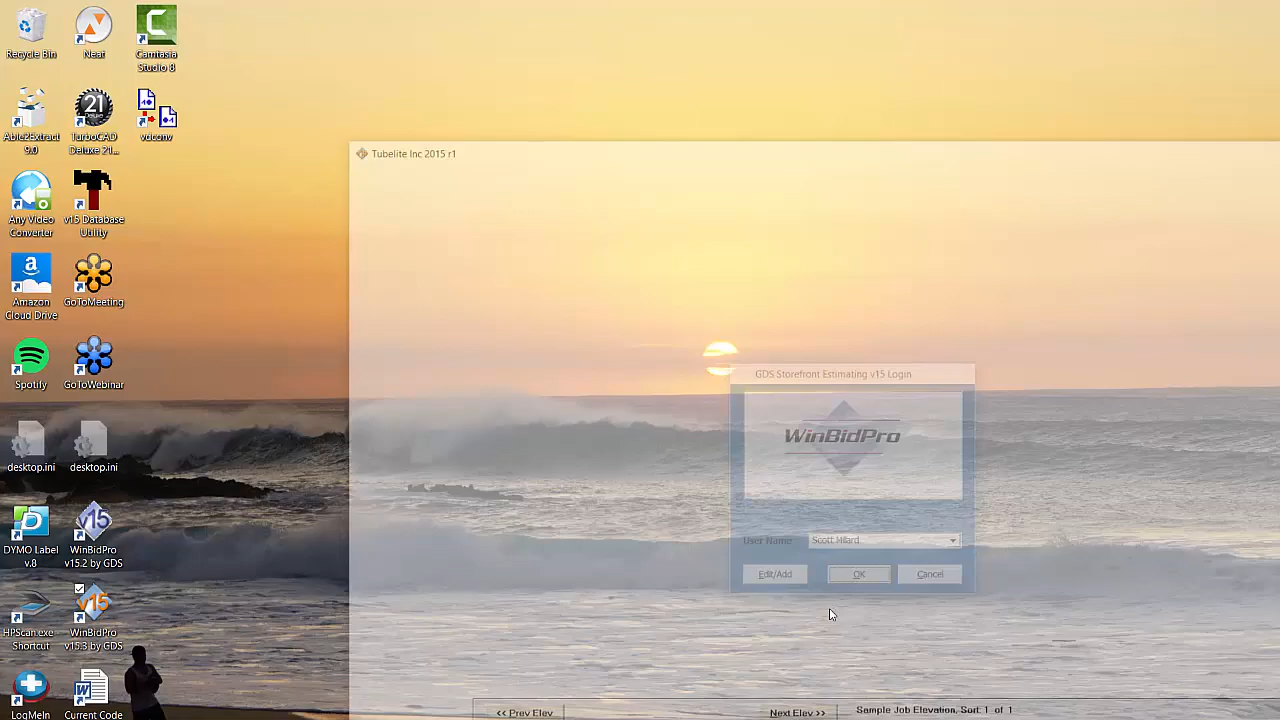 Recycle Bin
Neat
Camtasia
Studio 8
Able2Extract
9.0
TurboCAD
Deluxe 21...
vdconv
Any Video
Converter
v15 Database
Utility
Amazon
Cloud Drive
GoToMeeting
Spotify
GoToWebinar
desktop.ini
desktop.ini
DYMO Label
v.8
v15
WinBidPro
v15.2 by GDS
HPScan.exe
Shortcut
v15
WinBidPro
v15.3 by GDS
LogMeIn
Current Code
Tubelite Inc 2015 r1
GDS Storefront Estimating v15 Login
WinBidPro
User Name
Scott Milard
Edit/Add
OK
Cancel
<< Prev Elev
Next Elev >>
Sample Job Elevation, Sort: 1 of 1